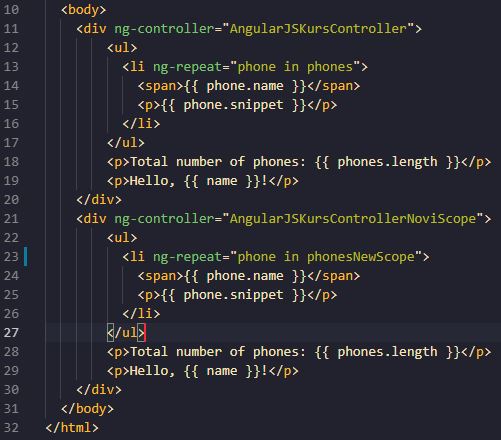 10 <body>
11 <div ng-controller="AngularJSKursController">
12 <ul>
13 <li ng-repeat="phone in phones">
14 <span>{{ phone.name }}</span>
15 <p>{{ phone.snippet }}</p>
16 </li>
17 </ul>
18 <p>Total number of phones: {{ phones.length }}</p>
19 <p>Hello, {{ name }}!</p>
20 </div>
21 <div ng-controller="AngularJSKursControllerNoviScope">
22 <ul>
23 <li ng-repeat="phone in phonesNewScope">
24 <span>{{ phone.name }}</span>
25 <p>{{ phone.snippet }}</p>
26 </li>
27 </ul>
28 <p>Total number of phones: {{ phones.length }}</p>
29 <p>Hello, {{ name }}!</p>
30 </div>
31 </body>
32 </html>